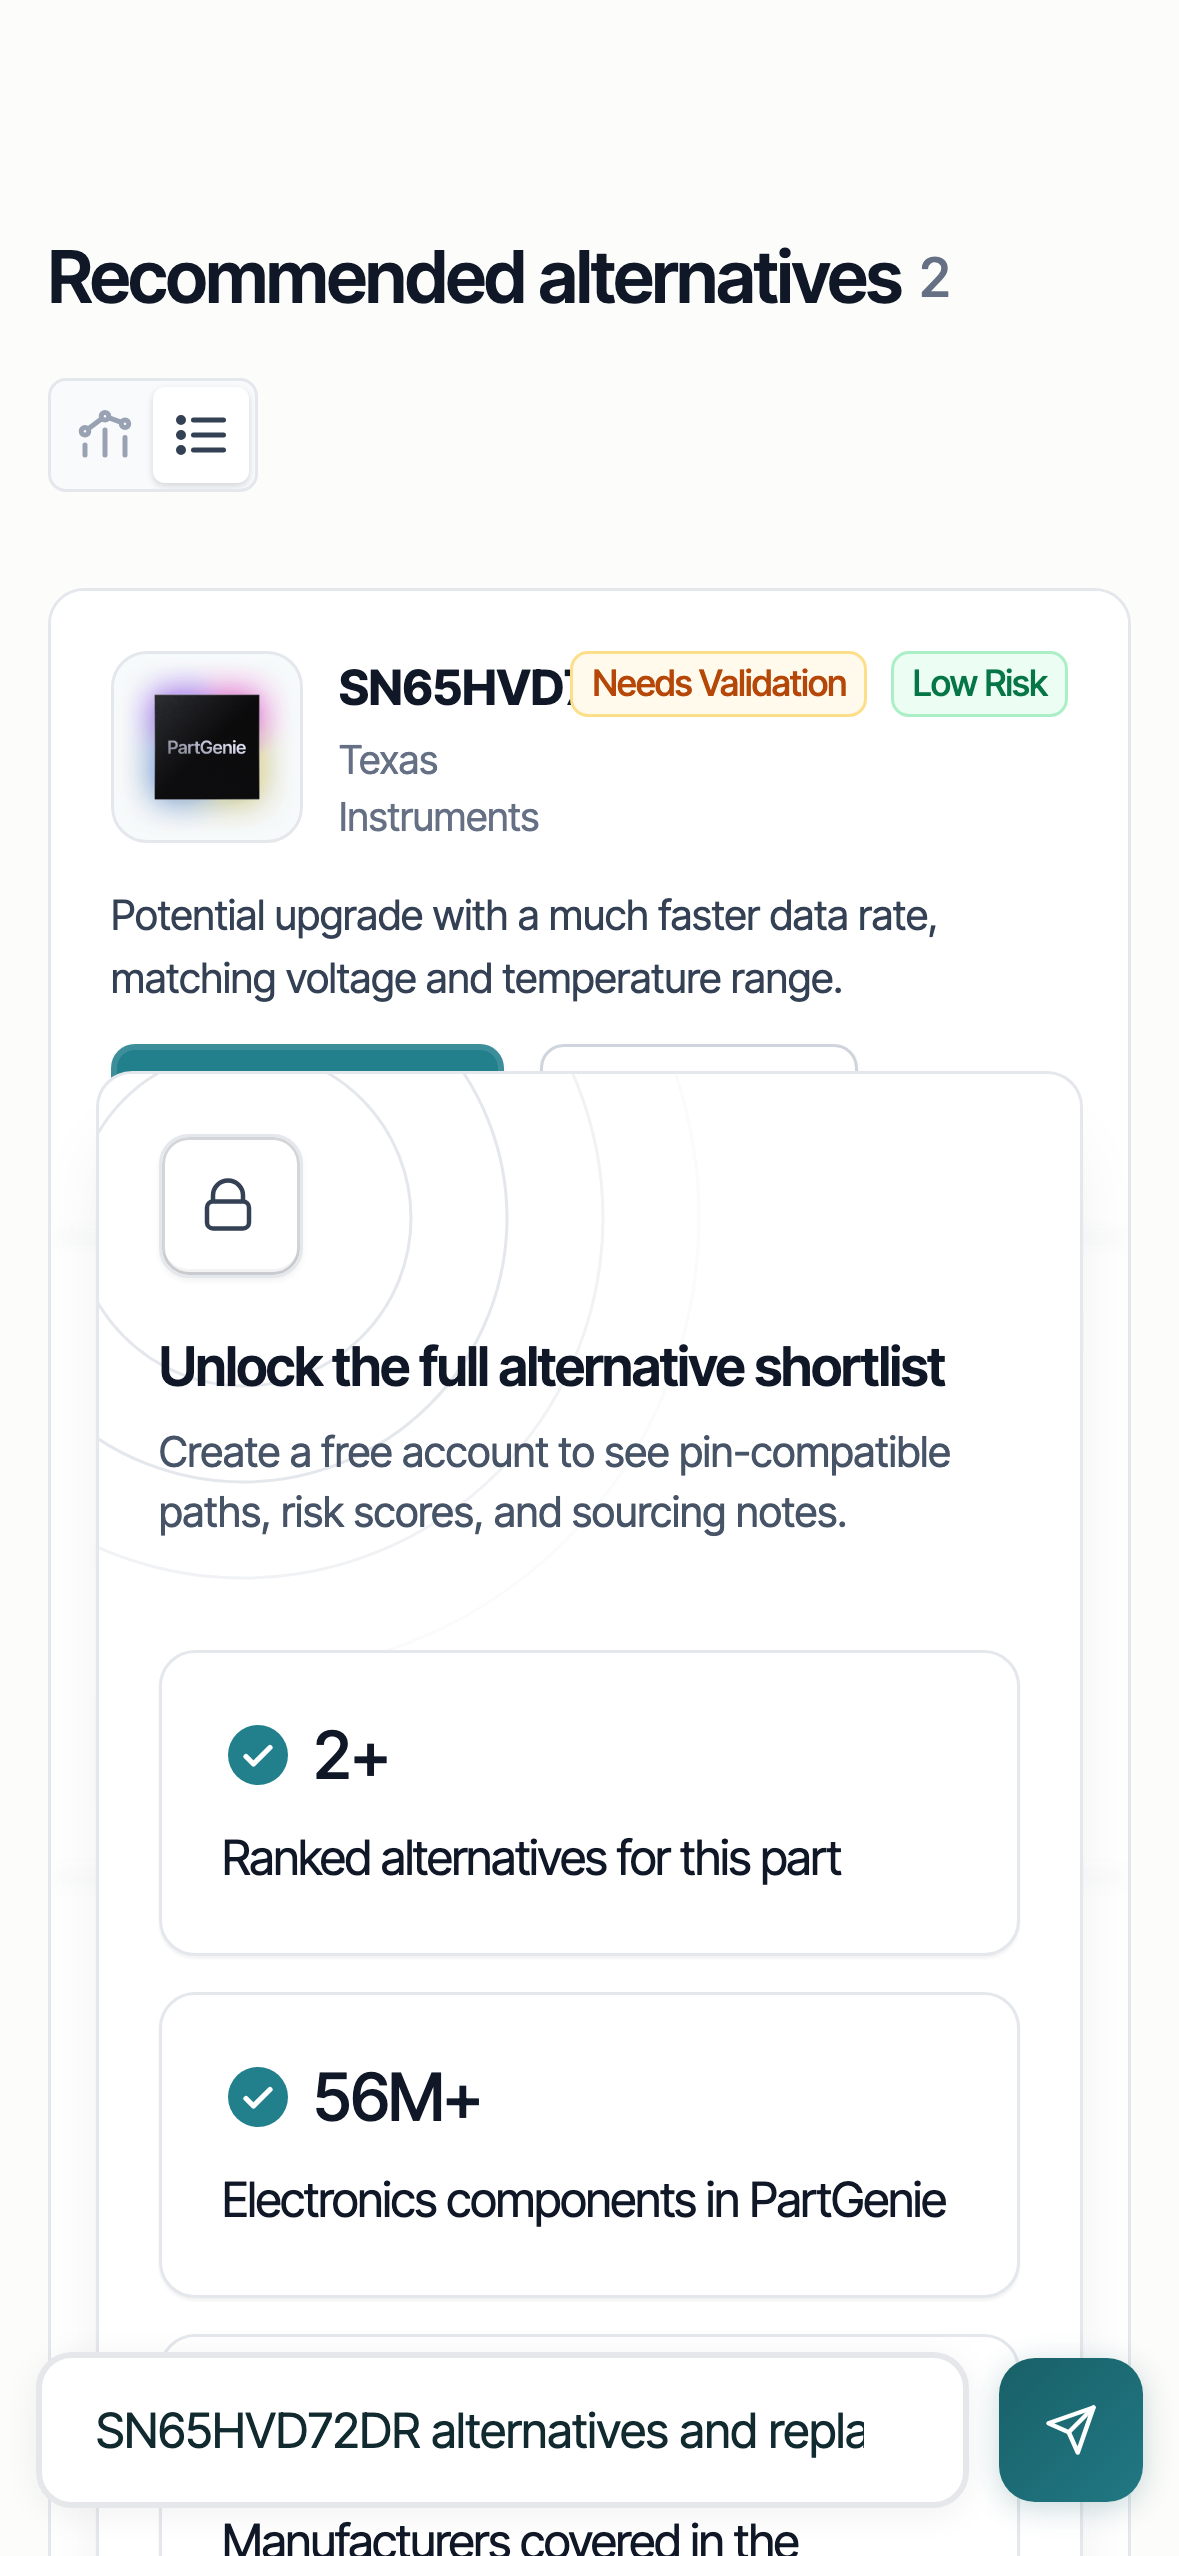 Recommended alternatives 2
PartGenie
SN65HVD
Needs Validation
Low Risk
Texas
Instruments
Potential upgrade with a much faster data rate,
matching voltage and temperature range.
Unlock the full alternative shortlist
Create a free account to see pin-compatible
paths, risk scores, and sourcing notes.
2+
Ranked alternatives for this part
56M+
Electronics components in PartGenie
SN65HVD72DR alternatives and repla
Manufacturers covered in the